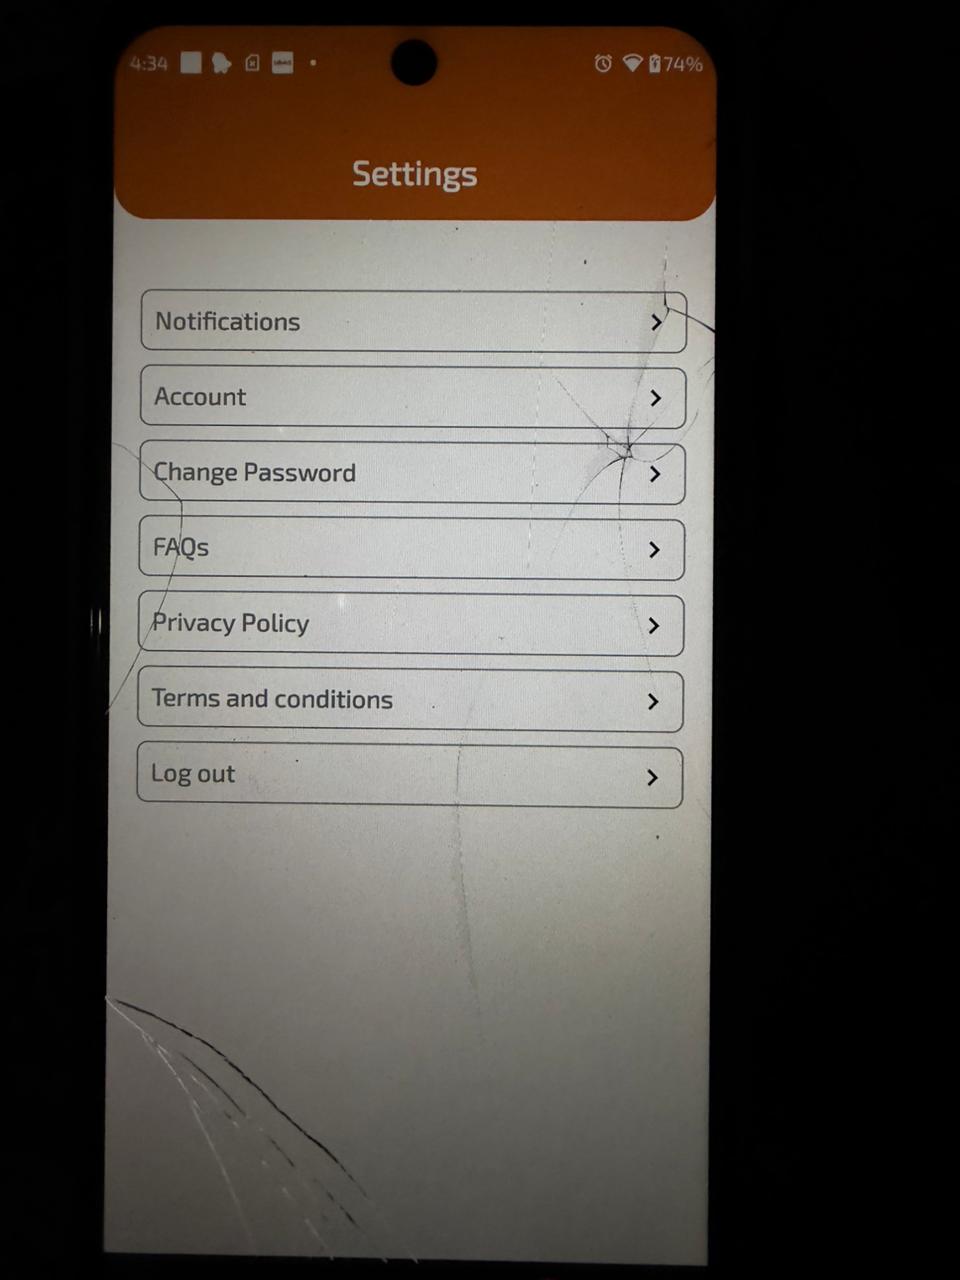 4:34
74%
Settings
Notifications
Account
Change Password
FAQs
Privacy Policy
Terms and conditions
Log out